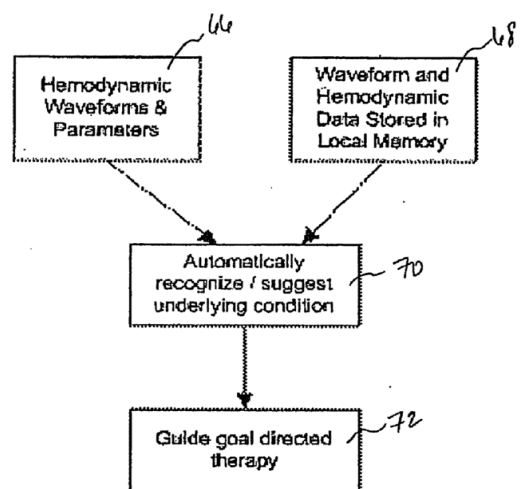 66
Hemodynamic
Waveforms &
Parameters
68
Waveform and
Hemodynamic
Data Stored in
Local Memory
Automatically
recognize / suggest
underlying condition
70
Guide goal directed
therapy
72